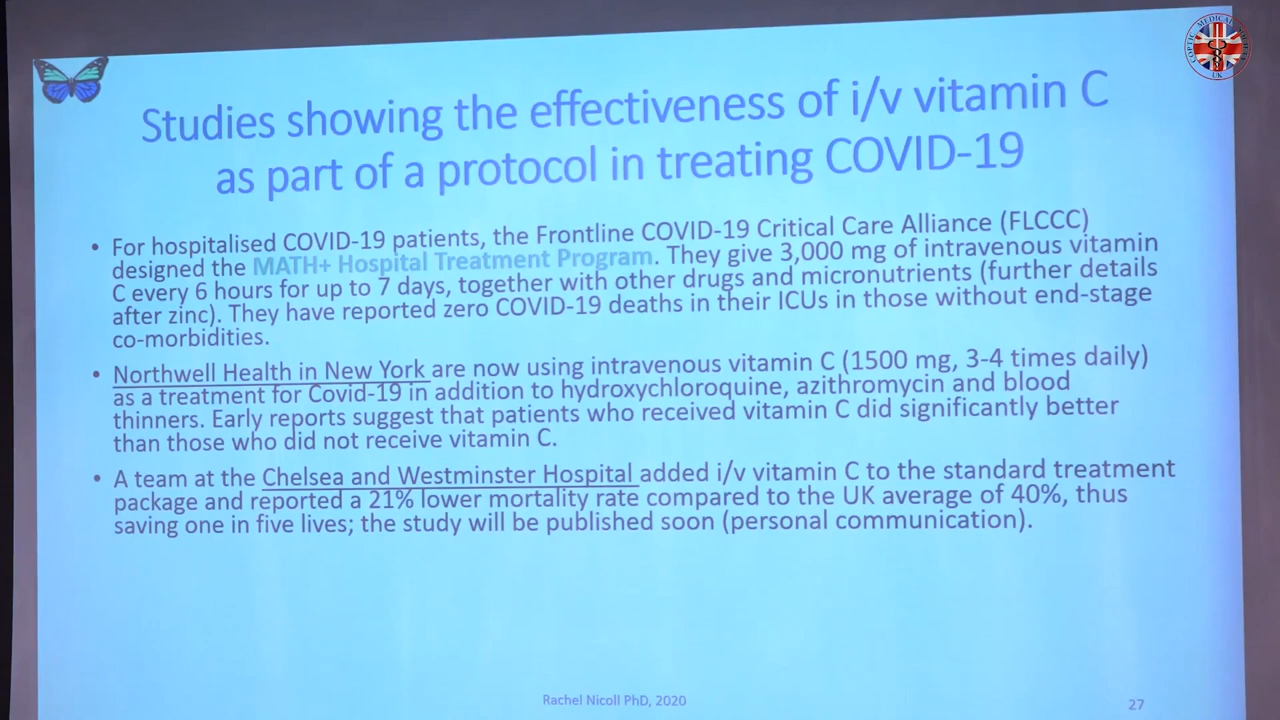 COPTIC MEDICAL SOCIETY
UK
Studies showing the effectiveness of i/v vitamin C
as part of a protocol in treating COVID-19
• For hospitalised COVID-19 patients, the Frontline COVID-19 Critical Care Alliance (FLCCC)
designed the MATH+ Hospital Treatment Program. They give 3,000 mg of intravenous vitamin
C every 6 hours for up to 7 days, together with other drugs and micronutrients (further details
after zinc). They have reported zero COVID-19 deaths in their ICUs in those without end-stage
co-morbidities.
• Northwell Health in New York are now using intravenous vitamin C (1500 mg, 3-4 times daily)
as a treatment for Covid-19 in addition to hydroxychloroquine, azithromycin and blood
thinners. Early reports suggest that patients who received vitamin C did significantly better
than those who did not receive vitamin C.
• A team at the Chelsea and Westminster Hospital added i/v vitamin C to the standard treatment
package and reported a 21% lower mortality rate compared to the UK average of 40%, thus
saving one in five lives; the study will be published soon (personal communication).
Rachel Nicoll PhD, 2020
27